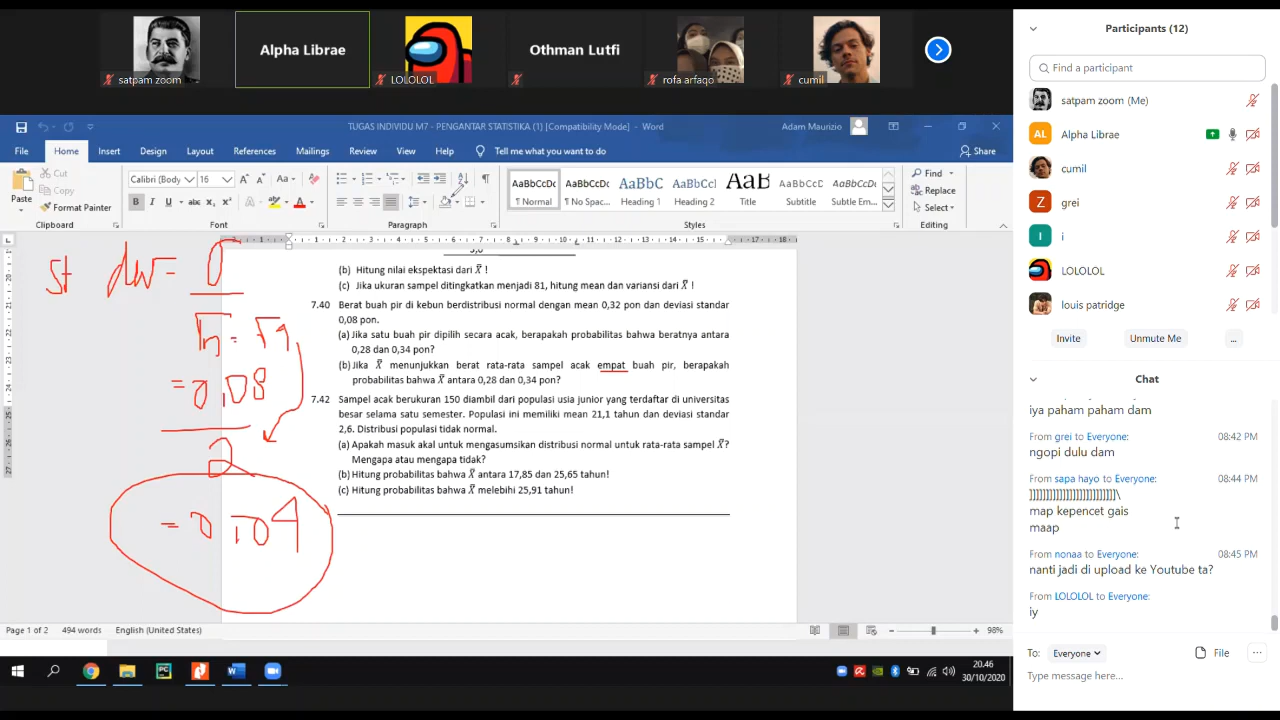 satpam zoom
Alpha Librae
LOLOLOL
Othman Lutfi
rofa arfaqo
cumil
TUGAS INDIVIDU M7 - PENGANTAR STATISTIKA (1) [Compatibility Mode] - Word
Adam Maurizio
File Home Insert Design Layout References Mailings Review View Help Tell me what you want to do Share
Paste
Cut
Copy
Format Painter
Clipboard
Calibri (Body)
16
Font
Paragraph
AaBbCcDc
¶ Normal
AaBbCcDc
¶ No Spac...
AaBbC
Heading 1
AaBbCcI
Heading 2
AaB
Title
AaBbCcD
Subtitle
AaBbCcDc
Subtle Em...
Styles
Find
Replace
Select
Editing
(b) Hitung nilai ekspektasi dari X̄ !
(c) Jika ukuran sampel ditingkatkan menjadi 81, hitung mean dan variansi dari X̄ !
7.40 Berat buah pir di kebun berdistribusi normal dengan mean 0,32 pon dan deviasi standar
0,08 pon.
(a) Jika satu buah pir dipilih secara acak, berapakah probabilitas bahwa beratnya antara
0,28 dan 0,34 pon?
(b) Jika X̄ menunjukkan berat rata-rata sampel acak empat buah pir, berapakah
probabilitas bahwa X̄ antara 0,28 dan 0,34 pon?
7.42 Sampel acak berukuran 150 diambil dari populasi usia junior yang terdaftar di universitas
besar selama satu semester. Populasi ini memiliki mean 21,1 tahun dan deviasi standar
2,6. Distribusi populasi tidak normal.
(a) Apakah masuk akal untuk mengasumsikan distribusi normal untuk rata-rata sampel X̄?
Mengapa atau mengapa tidak?
(b) Hitung probabilitas bahwa X̄ antara 17,85 dan 25,65 tahun!
(c) Hitung probabilitas bahwa X̄ melebihi 25,91 tahun!
= 0,08
2
= 0,04
Page 1 of 2 494 words English (United States) 98%
20.46
30/10/2020
Participants (12)
Find a participant
satpam zoom (Me)
AL Alpha Librae
cumil
Z grei
I i
LOLOLOL
louis patridge
Invite Unmute Me ...
Chat
iya paham paham dam
From grei to Everyone: 08:42 PM
ngopi dulu dam
From sapa hayo to Everyone: 08:44 PM
map kepencet gais
maap
From nonaa to Everyone: 08:45 PM
nanti jadi di upload ke Youtube ta?
From LOLOLOL to Everyone:
iy
To: Everyone File ...
Type message here...